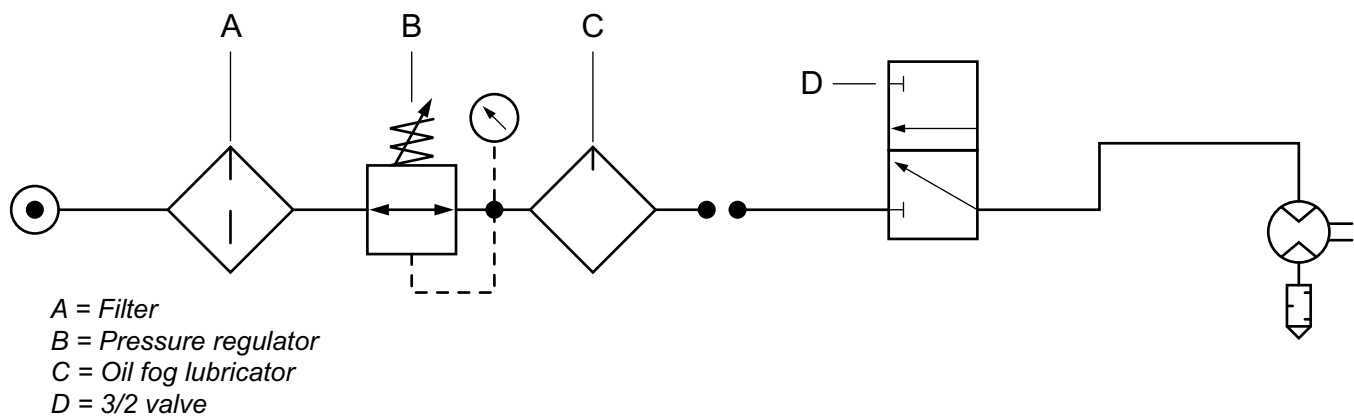 A B C
D
A = Filter
B = Pressure regulator
C = Oil fog lubricator
D = 3/2 valve